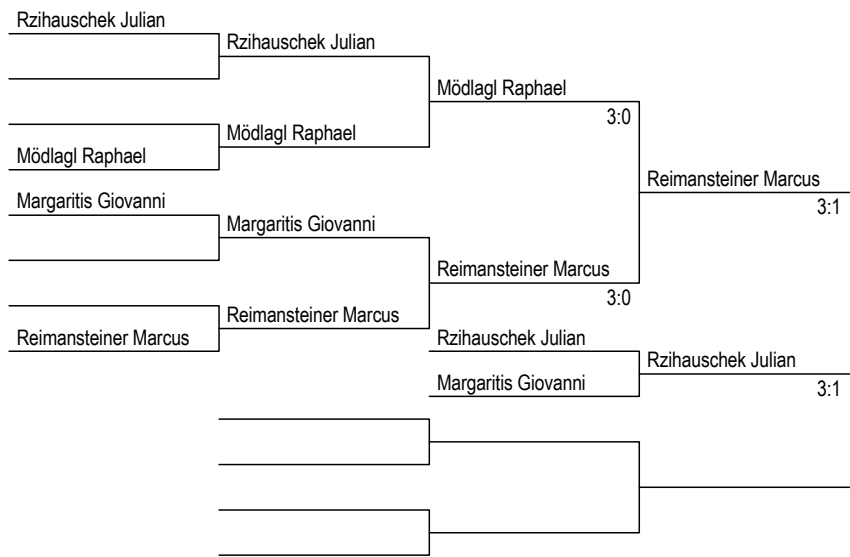 Rzihauschek Julian
Rzihauschek Julian
Mödlagl Raphael
3:0
Mödlagl Raphael
Mödlagl Raphael
Reimansteiner Marcus
3:1
Margaritis Giovanni
Margaritis Giovanni
Reimansteiner Marcus
3:0
Reimansteiner Marcus
Reimansteiner Marcus
Rzihauschek Julian
Rzihauschek Julian
Margaritis Giovanni
3:1